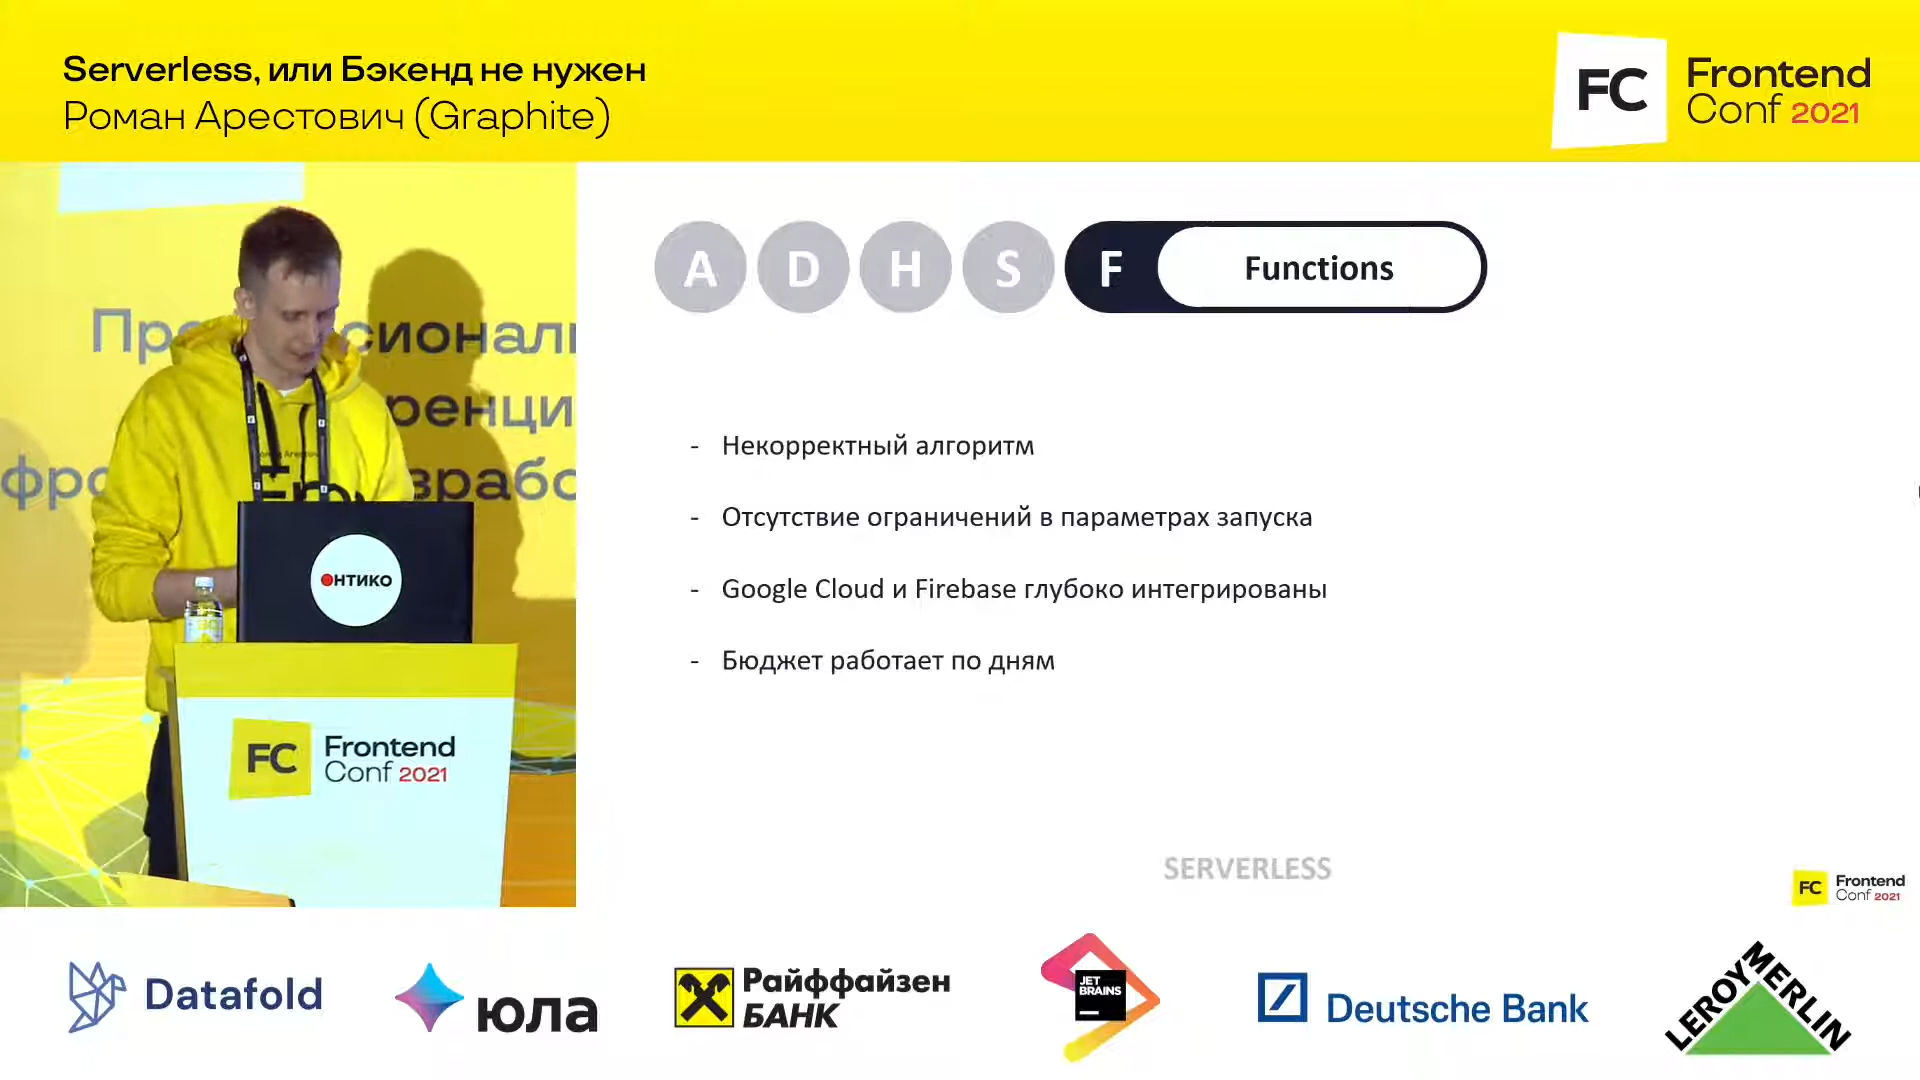 Serverless, или Бэкенд не нужен
Роман Арестович (Graphite)
FC
Frontend
Conf 2021
A D H S F Functions
- Некорректный алгоритм
- Отсутствие ограничений в параметрах запуска
- Google Cloud и Firebase глубоко интегрированы
- Бюджет работает по дням
SERVERLESS
FC
Frontend
Conf 2021
ОНТИКО
FC
Frontend
Conf 2021
Datafold
юла
Райффайзен
БАНК
JET
BRAINS
Deutsche Bank
LEROY MERLIN